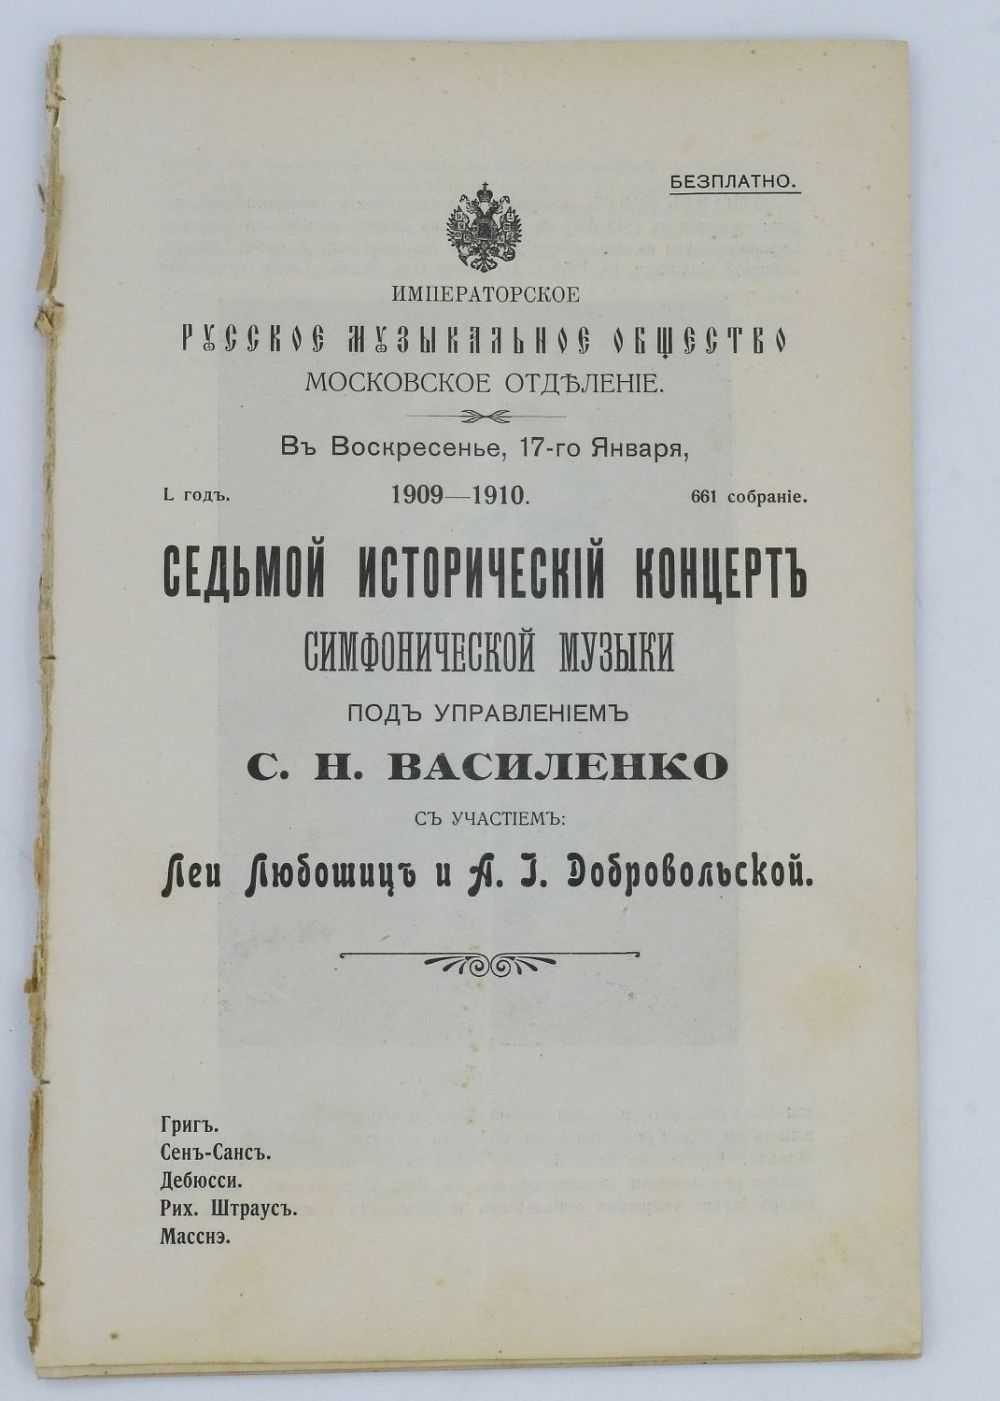 БЕЗПЛАТНО.
ИМПЕРАТОРСКОЕ
РУССКОЕ МУЗЫКАЛЬНОЕ ОБЩЕСТВО
МОСКОВСКОЕ ОТДѢЛЕНІЕ.
Въ Воскресенье, 17-го Января,
L годъ. 1909—1910. 661 собраніе.
СЕДЬМОЙ ИСТОРИЧЕСКІЙ КОНЦЕРТЪ
СИМФОНИЧЕСКОЙ МУЗЫКИ
ПОДЪ УПРАВЛЕНІЕМЪ
С. Н. ВАСИЛЕНКО
СЪ УЧАСТІЕМЪ:
Леи Любошицъ и А. І. Добровольской.
Григъ.
Сенъ-Сансъ.
Дебюсси.
Рих. Штраусъ.
Масснэ.